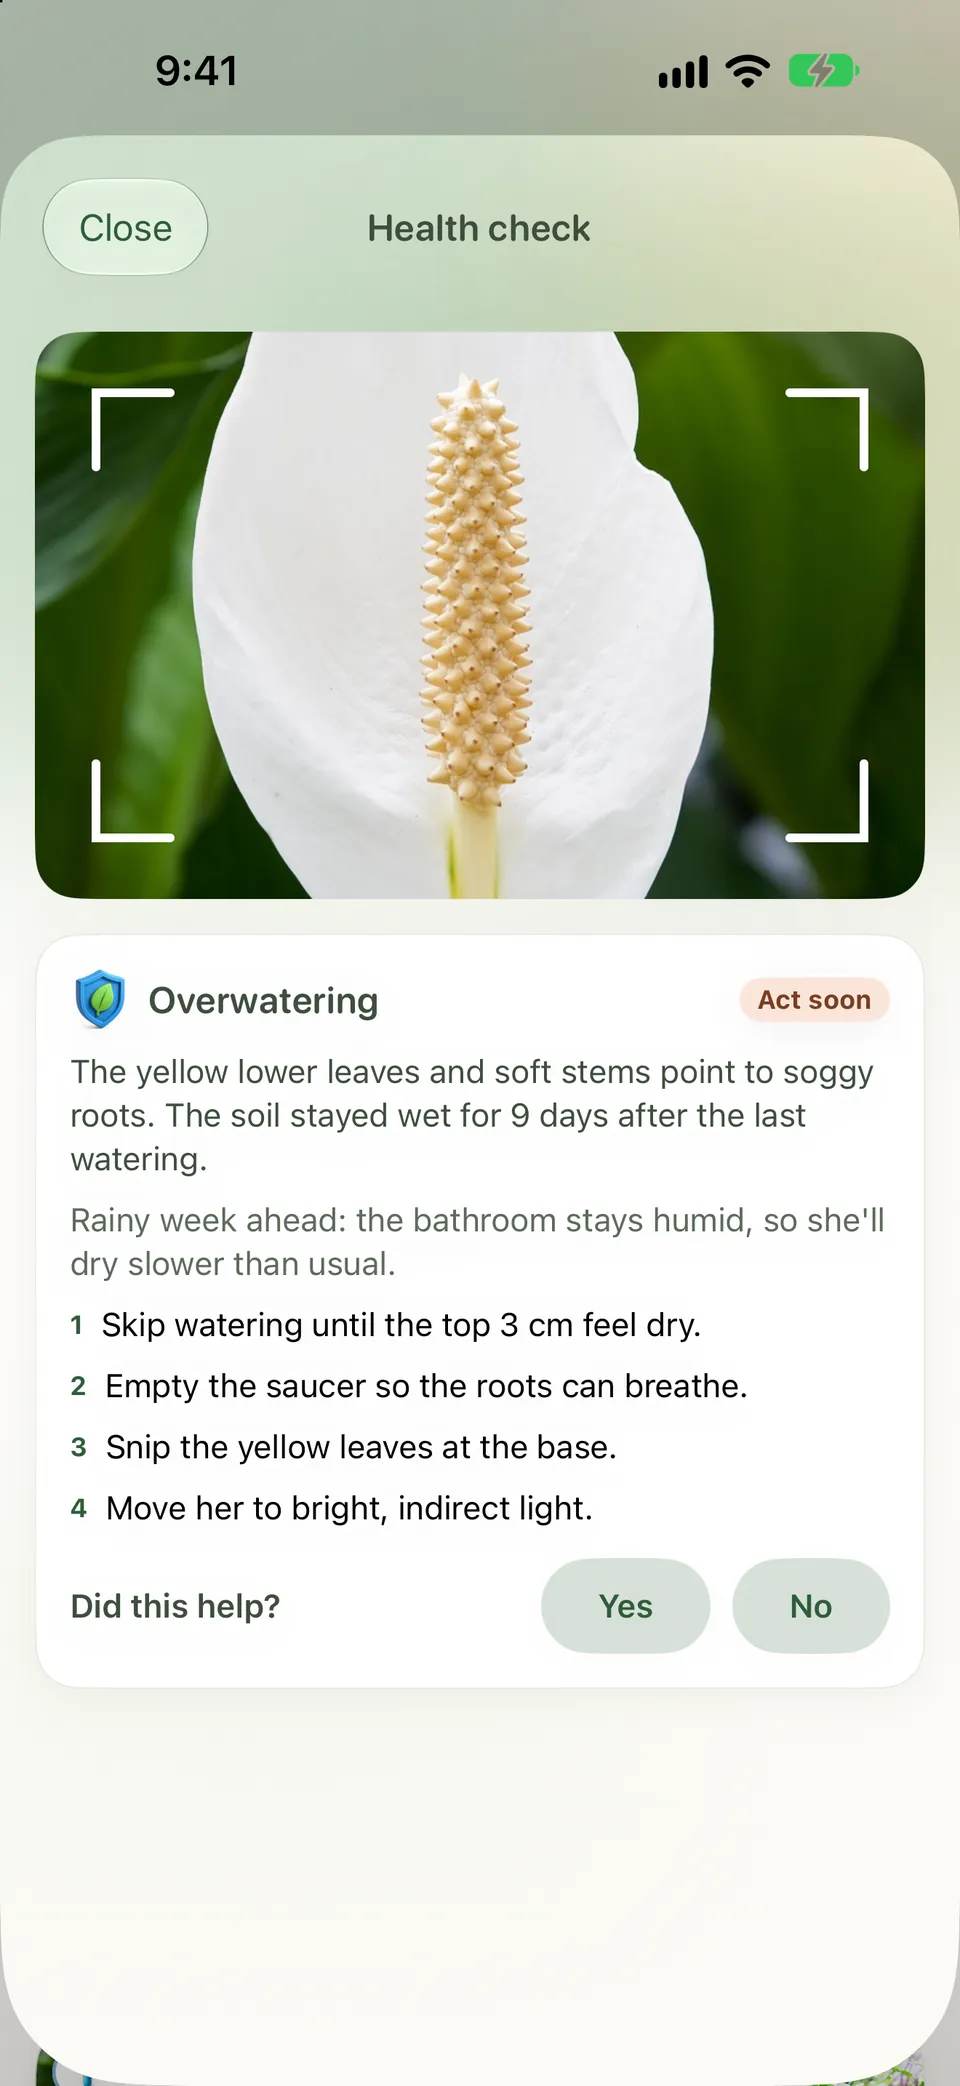 9:41
Close
Health check
Overwatering
Act soon
The yellow lower leaves and soft stems point to soggy
roots. The soil stayed wet for 9 days after the last
watering.
Rainy week ahead: the bathroom stays humid, so she'll
dry slower than usual.
1 Skip watering until the top 3 cm feel dry.
2 Empty the saucer so the roots can breathe.
3 Snip the yellow leaves at the base.
4 Move her to bright, indirect light.
Did this help?
Yes
No